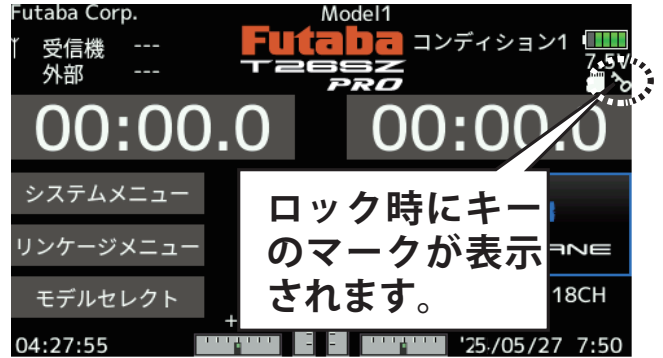 Futaba Corp.
Model1
受信機 ---
外部 ---
Futaba
T26SZ
PRO
コンディション1
7.5V
00:00.0
00:00.0
システムメニュー
リンケージメニュー
モデルセレクト
ロック時にキー
のマークが表示
されます。
18CH
+
04:27:55
'25/05/27 7:50